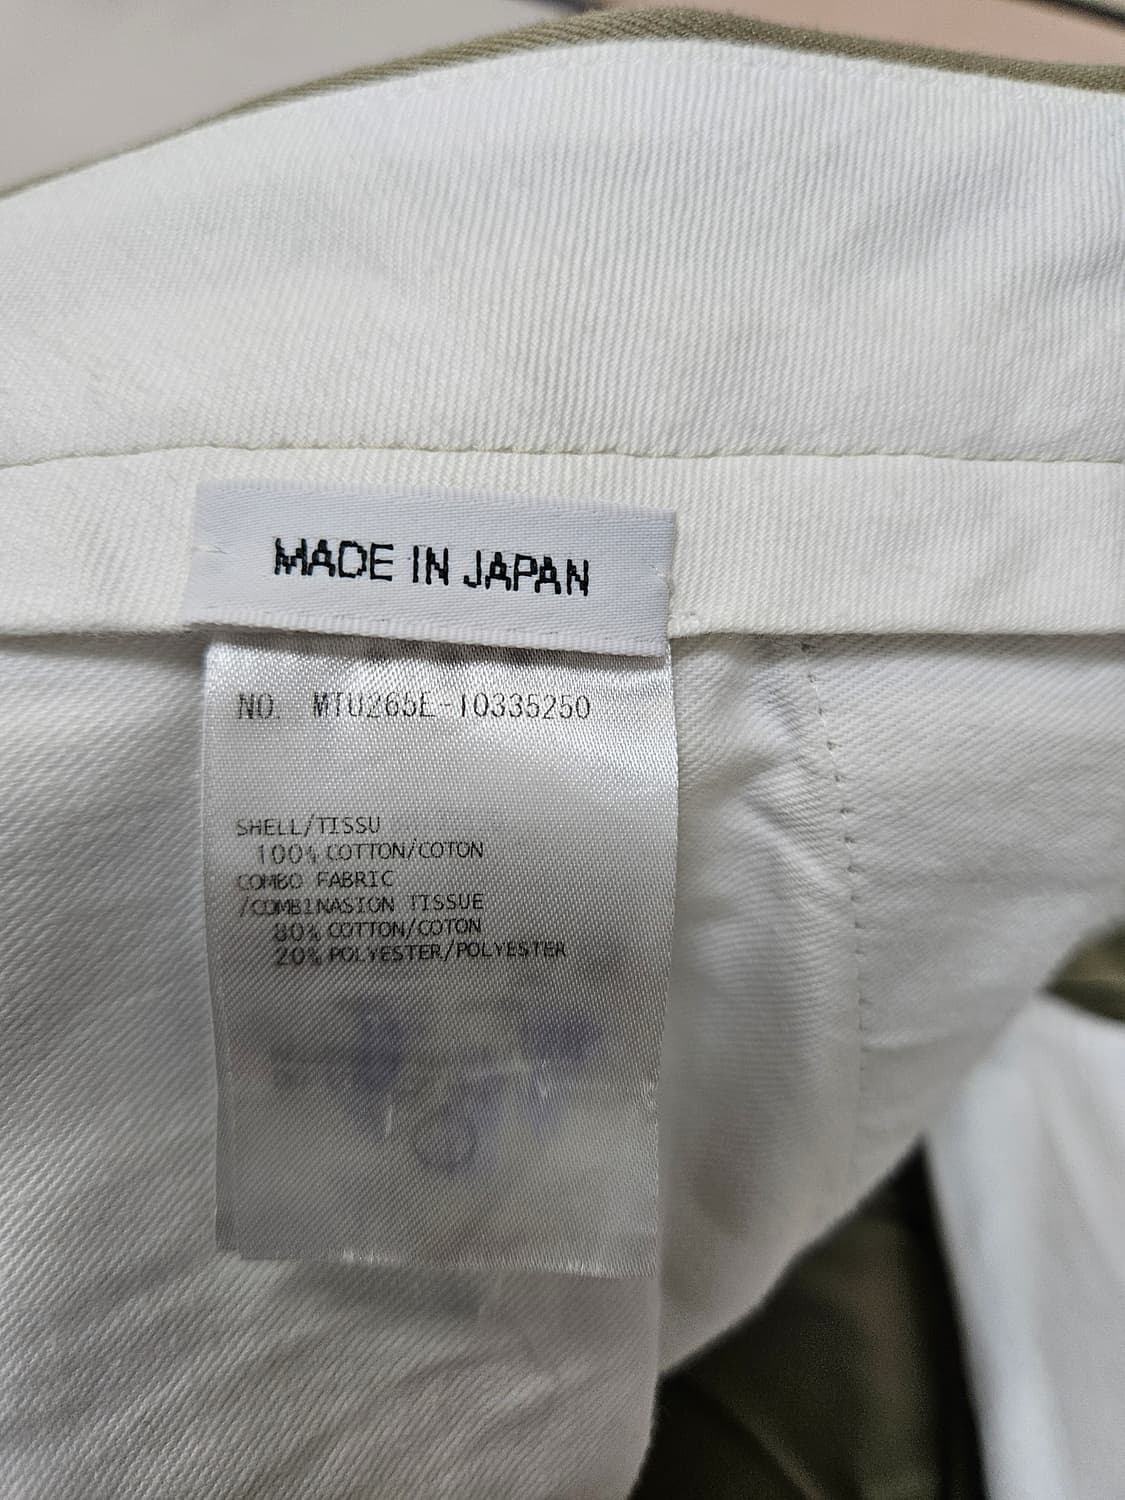 MADE IN JAPAN
NO. MTU265E-10335250
SHELL/TISSU
100% COTTON/COTON
COMBO FABRIC
/COMBINASION TISSUE
80% COTTON/COTON
20% POLYESTER/POLYESTER